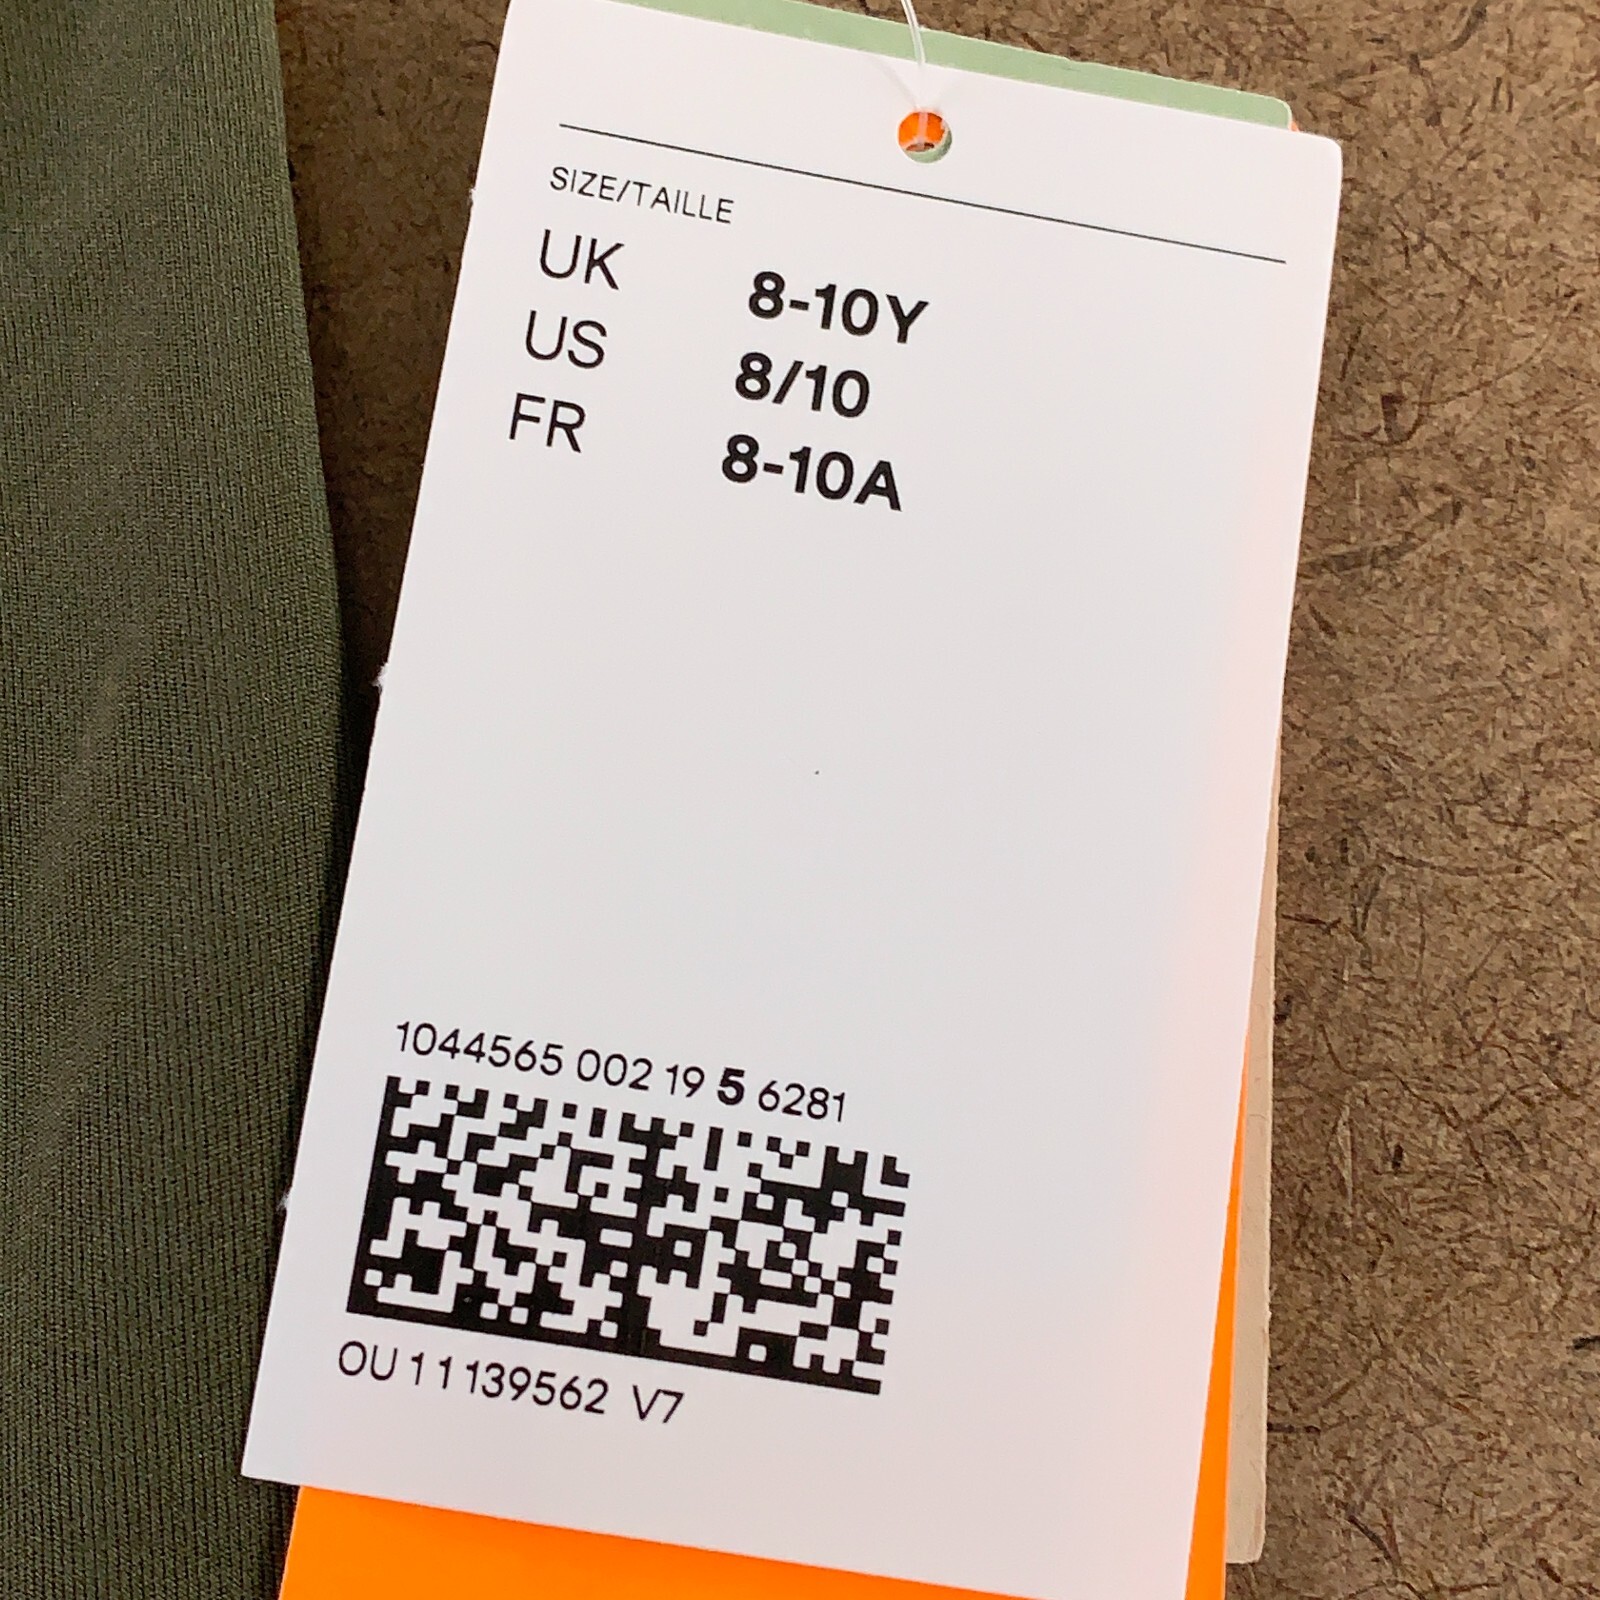 SIZE/TAILLE
UK 8-10Y
US 8/10
FR 8-10A
1044565 002 19 5 6281
OU 1 1 139562 V7